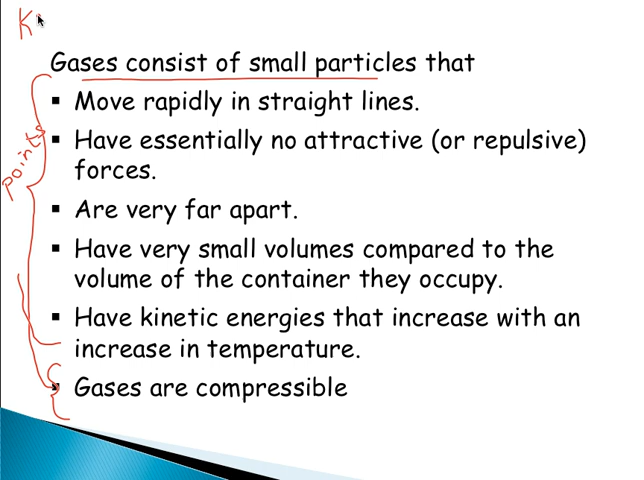 K
Gases consist of small particles that
▪ Move rapidly in straight lines.
▪ Have essentially no attractive (or repulsive)
forces.
▪ Are very far apart.
▪ Have very small volumes compared to the
volume of the container they occupy.
▪ Have kinetic energies that increase with an
increase in temperature.
▪ Gases are compressible
points